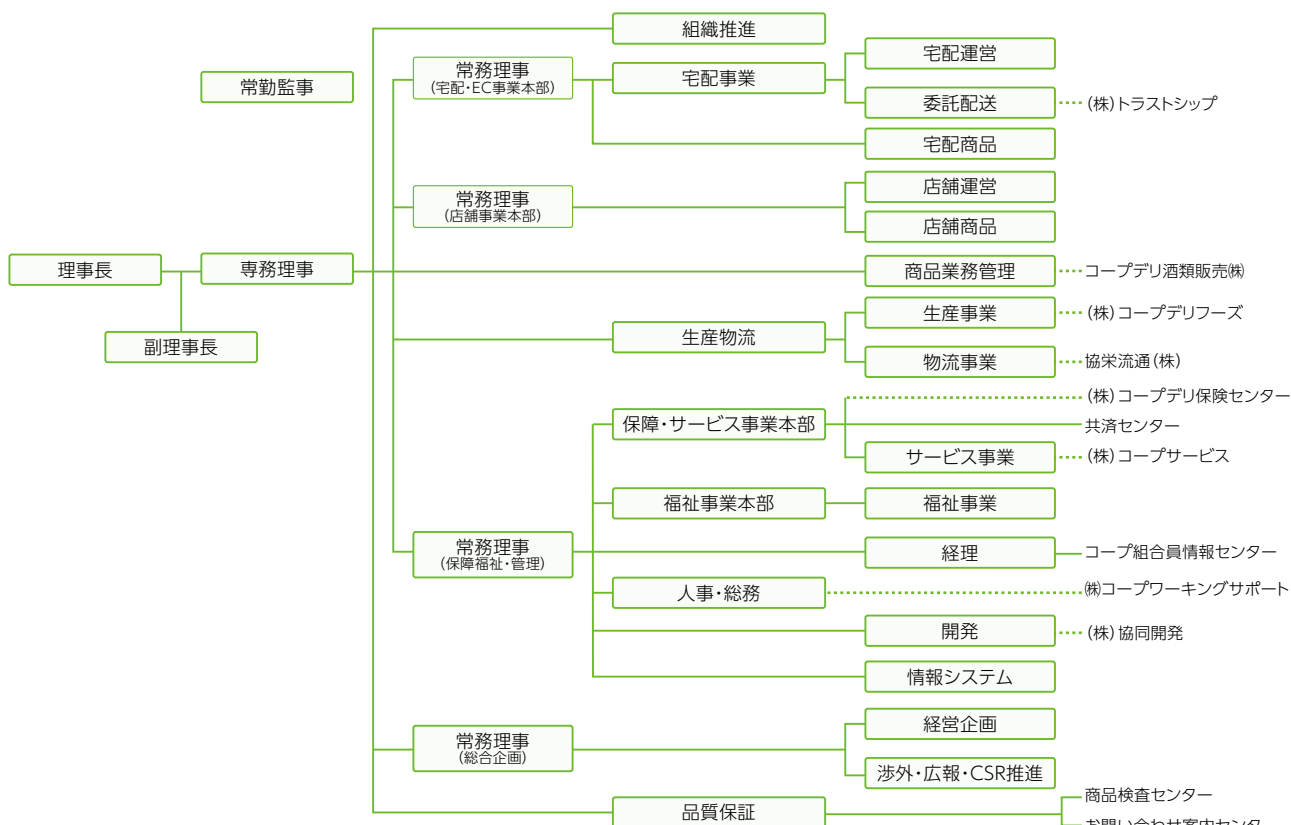 組織推進
常勤監事
常務理事
(宅配・EC事業本部)
宅配事業
宅配運営
委託配送
(株)トラストシップ
宅配商品
常務理事
(店舗事業本部)
店舗運営
店舗商品
理事長
専務理事
副理事長
商品業務管理
コープデリ酒類販売㈱
生産物流
生産事業
(株)コープデリフーズ
物流事業
協栄流通(株)
保障・サービス事業本部
(株)コープデリ保険センター
共済センター
サービス事業
(株)コープサービス
福祉事業本部
福祉事業
常務理事
(保障福祉・管理)
経理
コープ組合員情報センター
人事・総務
㈱コープワーキングサポート
開発
(株)協同開発
情報システム
常務理事
(総合企画)
経営企画
渉外・広報・CSR推進
品質保証
商品検査センター
お問い合わせ案内センター